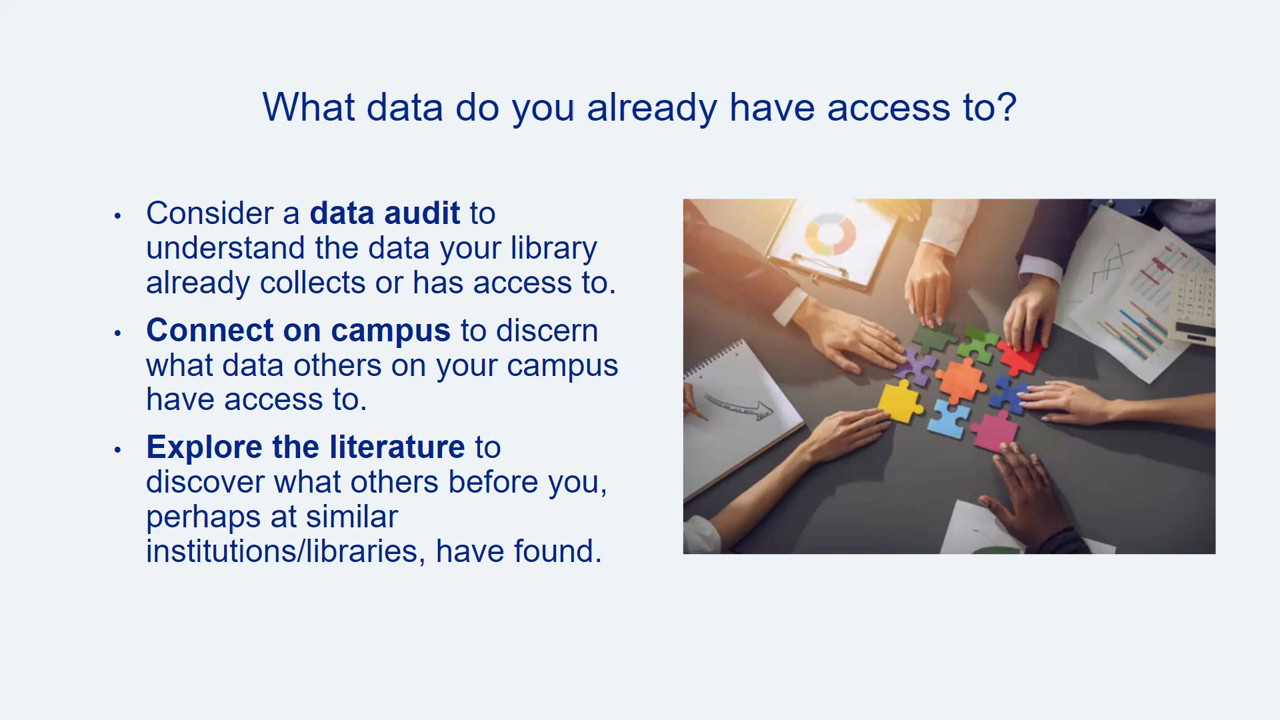 What data do you already have access to?
• Consider a data audit to
understand the data your library
already collects or has access to.
• Connect on campus to discern
what data others on your campus
have access to.
• Explore the literature to
discover what others before you,
perhaps at similar
institutions/libraries, have found.